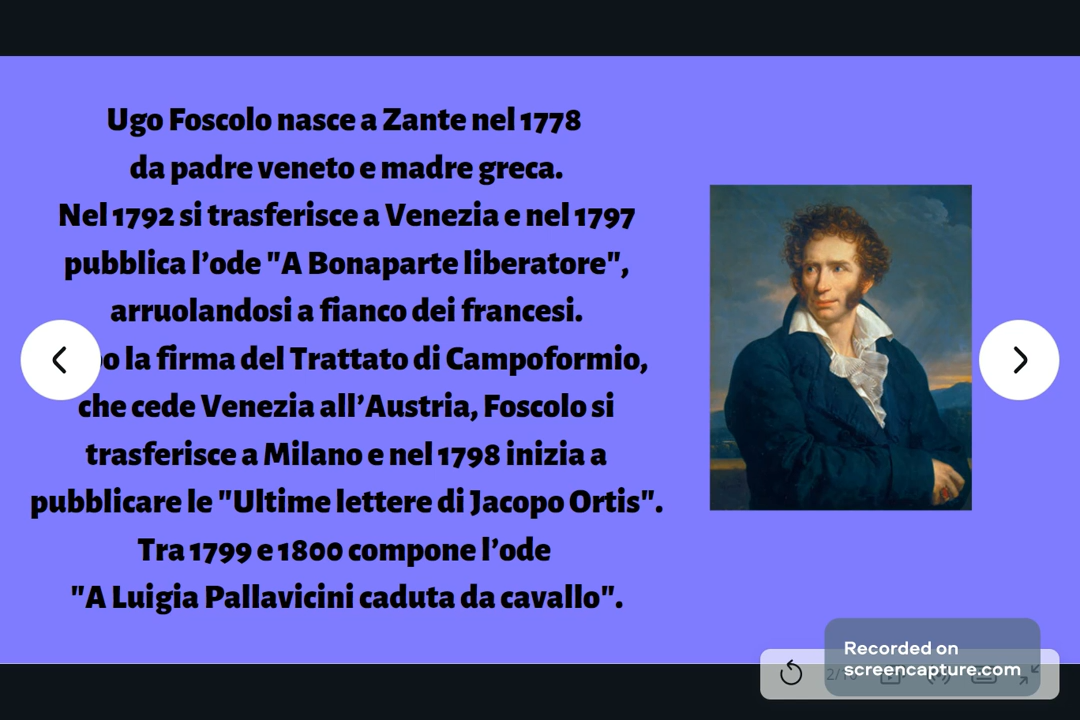 Ugo Foscolo nasce a Zante nel 1778
da padre veneto e madre greca.
Nel 1792 si trasferisce a Venezia e nel 1797
pubblica l’ode "A Bonaparte liberatore",
arruolandosi a fianco dei francesi.
la firma del Trattato di Campoformio,
che cede Venezia all’Austria, Foscolo si
trasferisce a Milano e nel 1798 inizia a
pubblicare le "Ultime lettere di Jacopo Ortis".
Tra 1799 e 1800 compone l’ode
"A Luigia Pallavicini caduta da cavallo".
Recorded on
screencapture.com